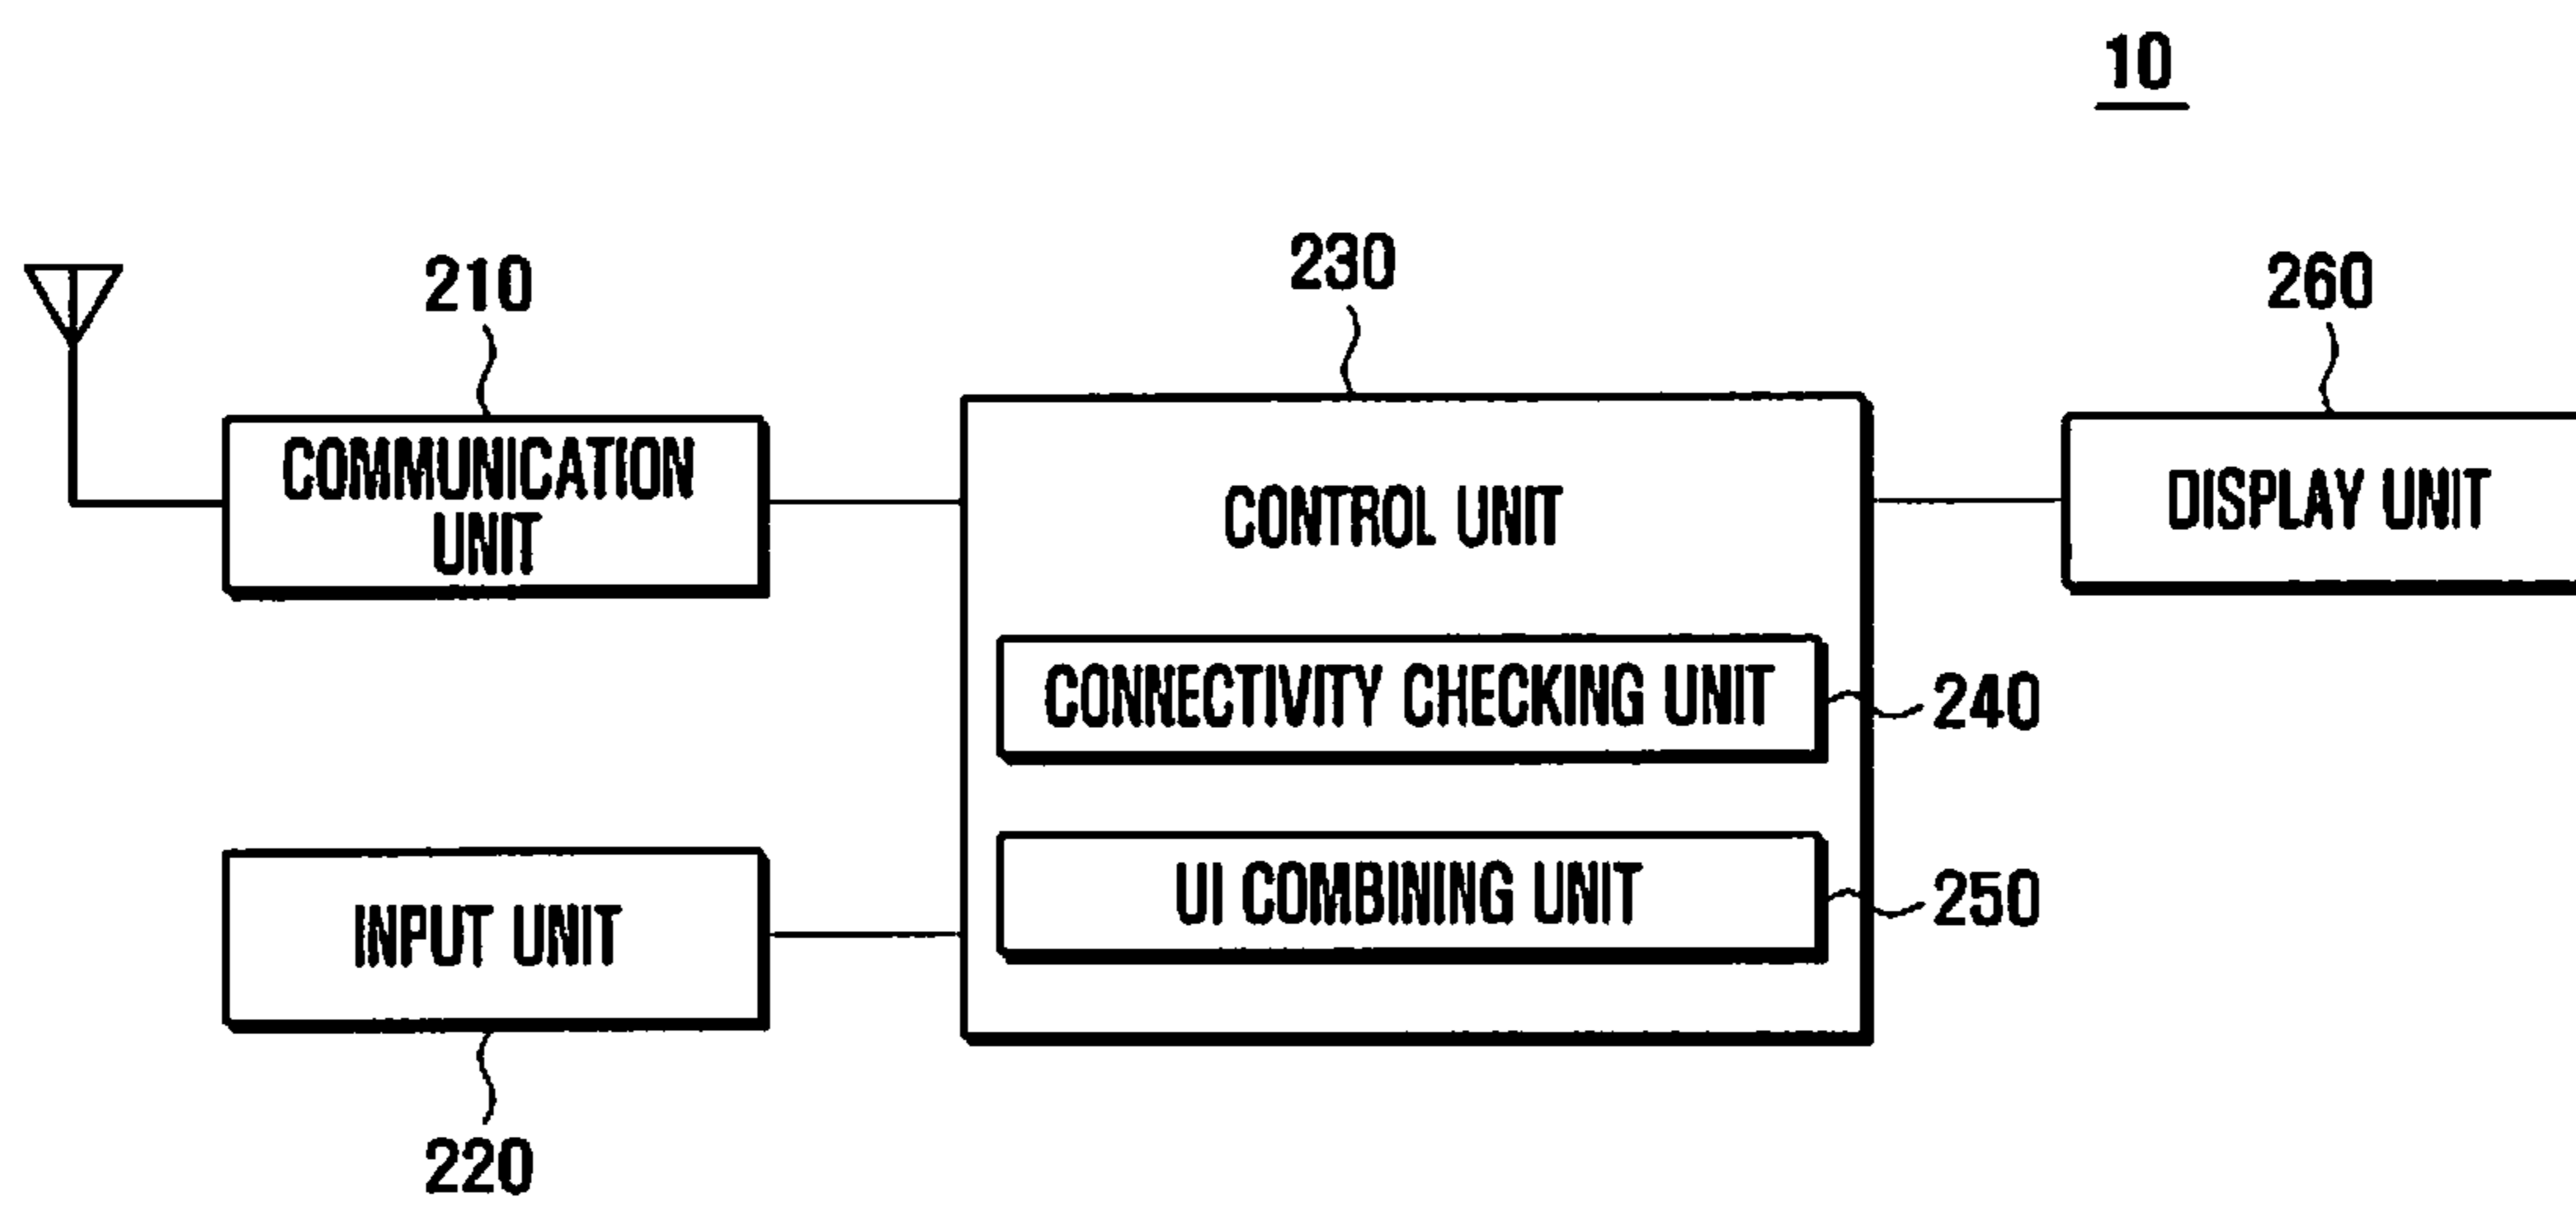 10
210
230
260
COMMUNICATION
UNIT
CONTROL UNIT
DISPLAY UNIT
CONNECTIVITY CHECKING UNIT
240
UI COMBINING UNIT
250
INPUT UNIT
220